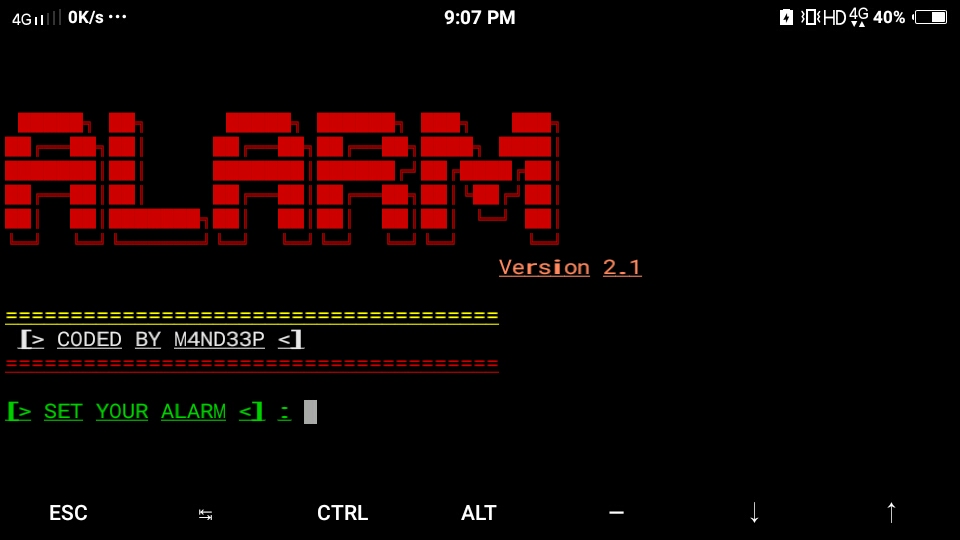 4G 0K/s ••• 9:07 PM HD 4G 40%
ALARM
Version 2.1
======================================
[> CODED BY M4ND33P <]
======================================
[> SET YOUR ALARM <] :
ESC ↹ CTRL ALT — ↓ ↑